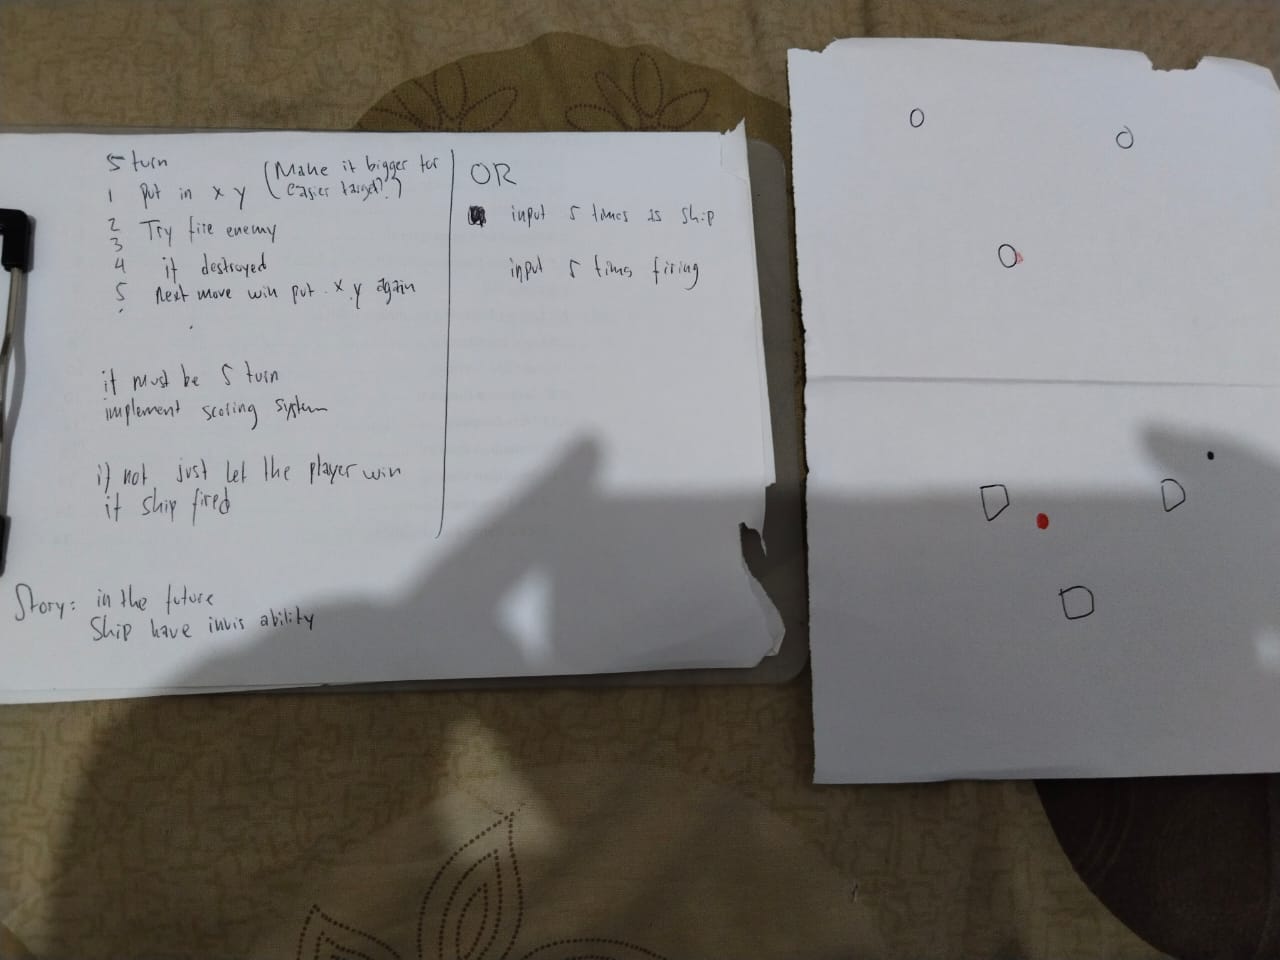 5 turn
1 Put in x y (Make it bigger for
easier target?)
2 Try fire enemy
3
4 if destroyed
5 Next move win put x y again
it must be 5 turn
implement scoring system
if not just let the player win
if ship fired
OR
input 5 times is ship
input 5 times firing
Story: in the future
Ship have invis ability